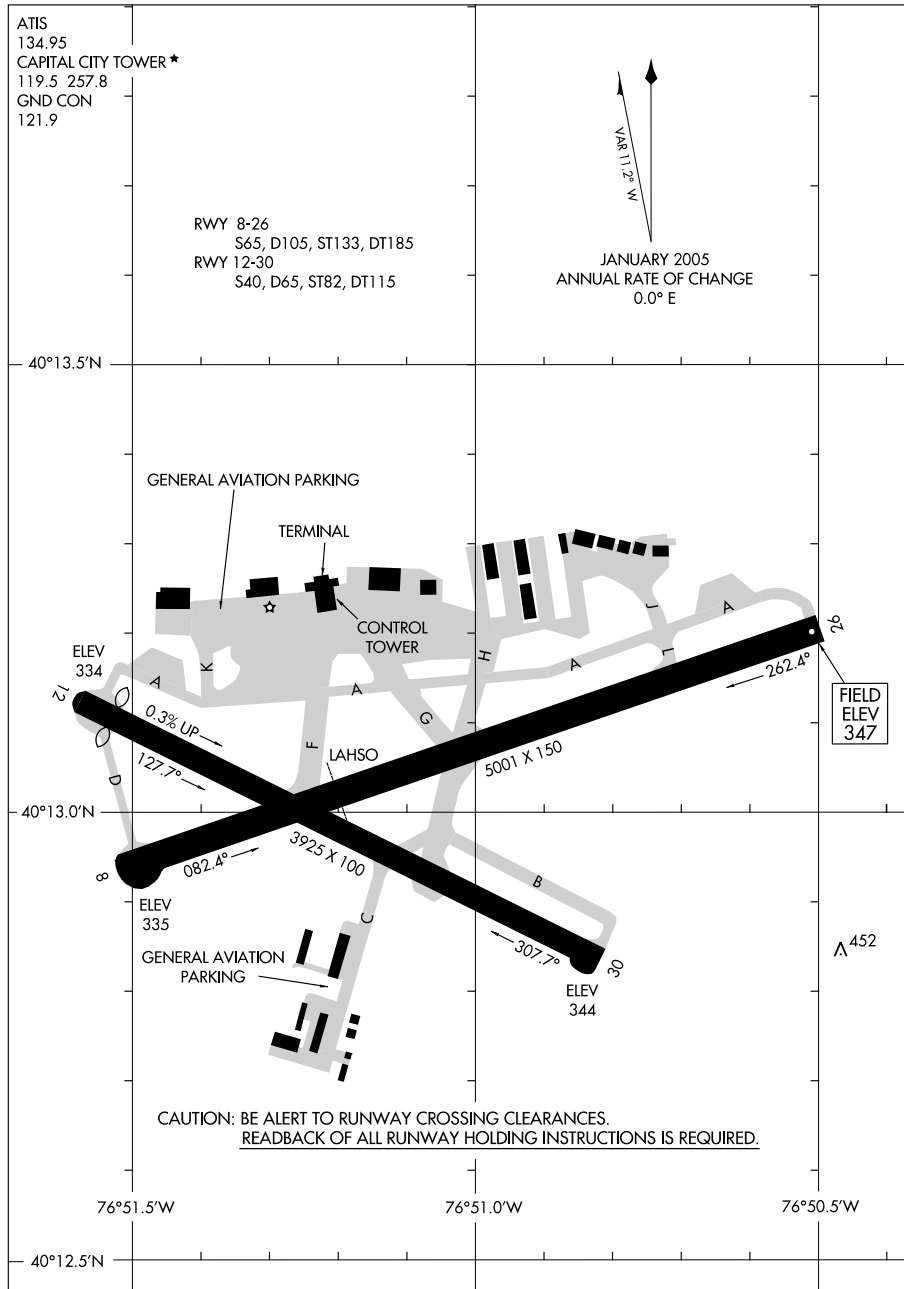 ATIS
134.95
CAPITAL CITY TOWER ★
119.5 257.8
GND CON
121.9
VAR 11.2° W
JANUARY 2005
ANNUAL RATE OF CHANGE
0.0° E
RWY 8-26
S65, D105, ST133, DT185
RWY 12-30
S40, D65, ST82, DT115
40°13.5'N
GENERAL AVIATION PARKING
TERMINAL
CONTROL
TOWER
ELEV
334
12
A
K
A
G
F
H
A
J
L
A
26
262.4°
FIELD
ELEV
347
0.3% UP
127.7°
LAHSO
5001 X 150
D
40°13.0'N
8
082.4°
3925 X 100
ELEV
335
B
C
307.7°
30
ELEV
344
452
GENERAL AVIATION
PARKING
CAUTION: BE ALERT TO RUNWAY CROSSING CLEARANCES.
READBACK OF ALL RUNWAY HOLDING INSTRUCTIONS IS REQUIRED.
76°51.5'W
76°51.0'W
76°50.5'W
40°12.5'N